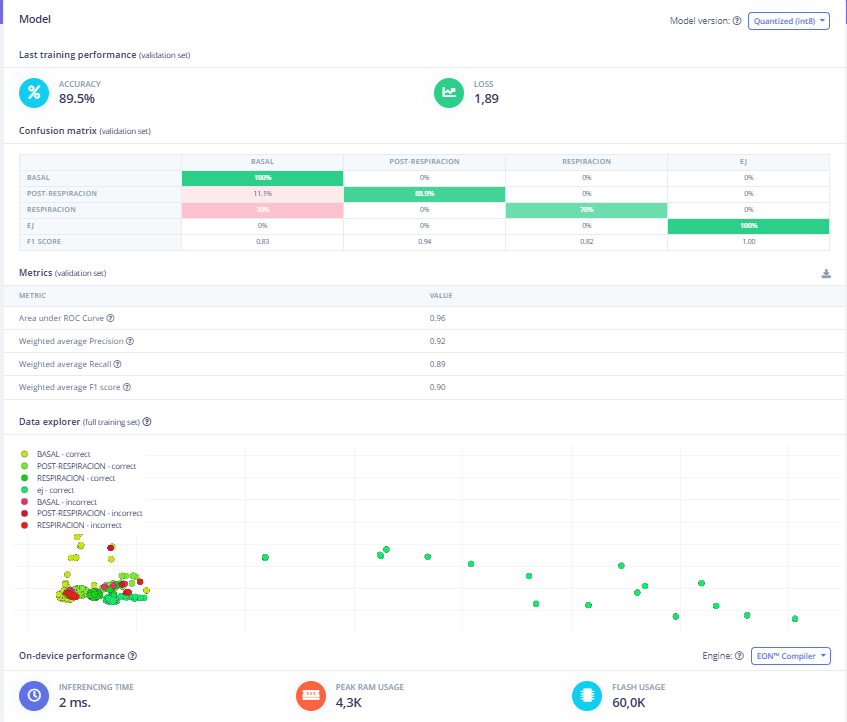 Model
Model version: Quantized (int8)
Last training performance (validation set)
% ACCURACY
89.5%
LOSS
1,89
Confusion matrix (validation set)
BASAL POST-RESPIRACION RESPIRACION EJ
BASAL 100% 0% 0% 0%
POST-RESPIRACION 11.1% 88.9% 0% 0%
RESPIRACION 30% 0% 70% 0%
EJ 0% 0% 0% 100%
F1 SCORE 0.83 0.94 0.82 1.00
Metrics (validation set)
METRIC VALUE
Area under ROC Curve ? 0.96
Weighted average Precision ? 0.92
Weighted average Recall ? 0.89
Weighted average F1 score ? 0.90
Data explorer (full training set) ?
BASAL - correct
POST-RESPIRACION - correct
RESPIRACION - correct
ej - correct
BASAL - incorrect
POST-RESPIRACION - incorrect
RESPIRACION - incorrect
On-device performance ?
Engine: ? EON™ Compiler
INFERENCING TIME
2 ms.
PEAK RAM USAGE
4,3K
FLASH USAGE
60,0K